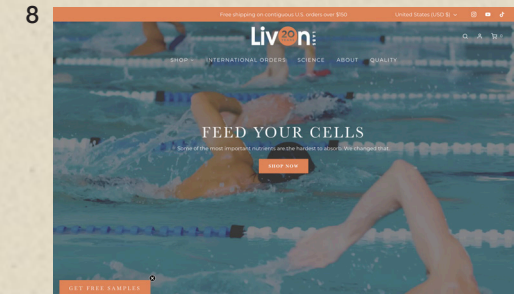 8
Free shipping on contiguous U.S. orders over $150
United States (USD $)
LivOn
20
SHOP
INTERNATIONAL ORDERS
SCIENCE
ABOUT
QUALITY
FEED YOUR CELLS
Some of the most important nutrients are the hardest to absorb. We changed that.
SHOP NOW
GET FREE SAMPLES